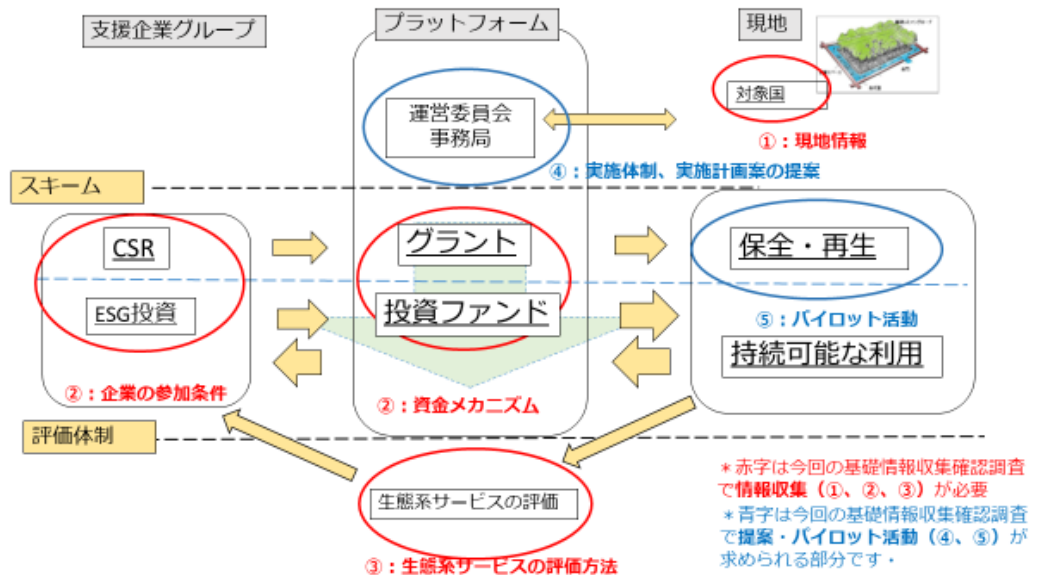 支援企業グループ
プラットフォーム
現地
対象国
運営委員会
事務局
①：現地情報
④：実施体制、実施計画案の提案
スキーム
CSR
グラント
保全・再生
ESG投資
投資ファンド
⑤：パイロット活動
持続可能な利用
②：企業の参加条件
②：資金メカニズム
評価体制
生態系サービスの評価
③：生態系サービスの評価方法
＊赤字は今回の基礎情報収集確認調査
で情報収集（①、②、③）が必要
＊青字は今回の基礎情報収集確認調査
で提案・パイロット活動（④、⑤）が
求められる部分です・